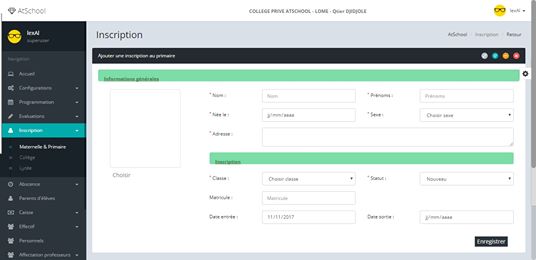 AtSchool
COLLEGE PRIVE ATSCHOOL - LOME - Qtier DJIDJOLE
lexAl
lexAl
superuser
Inscription
AtSchool
Inscription
Retour
Navigation
Accueil
Configurations
Programmation
Evaluations
Inscription
Maternelle & Primaire
Collège
Lycée
Absence
Parents d'élèves
Caisse
Effectif
Personnels
Affectation professeurs
Ajouter une inscription au primaire
Informations générales
Choisir
* Nom : Nom
* Prénoms : Prénoms
* Née le : jj/mm/aaaa
* Sexe : Choisir sexe
* Adresse :
Inscription
* Classe : Choisir classe
* Statut : Nouveau
Matricule : Matricule
Date entrée : 11/11/2017
Date sortie : jj/mm/aaaa
Enregistrer